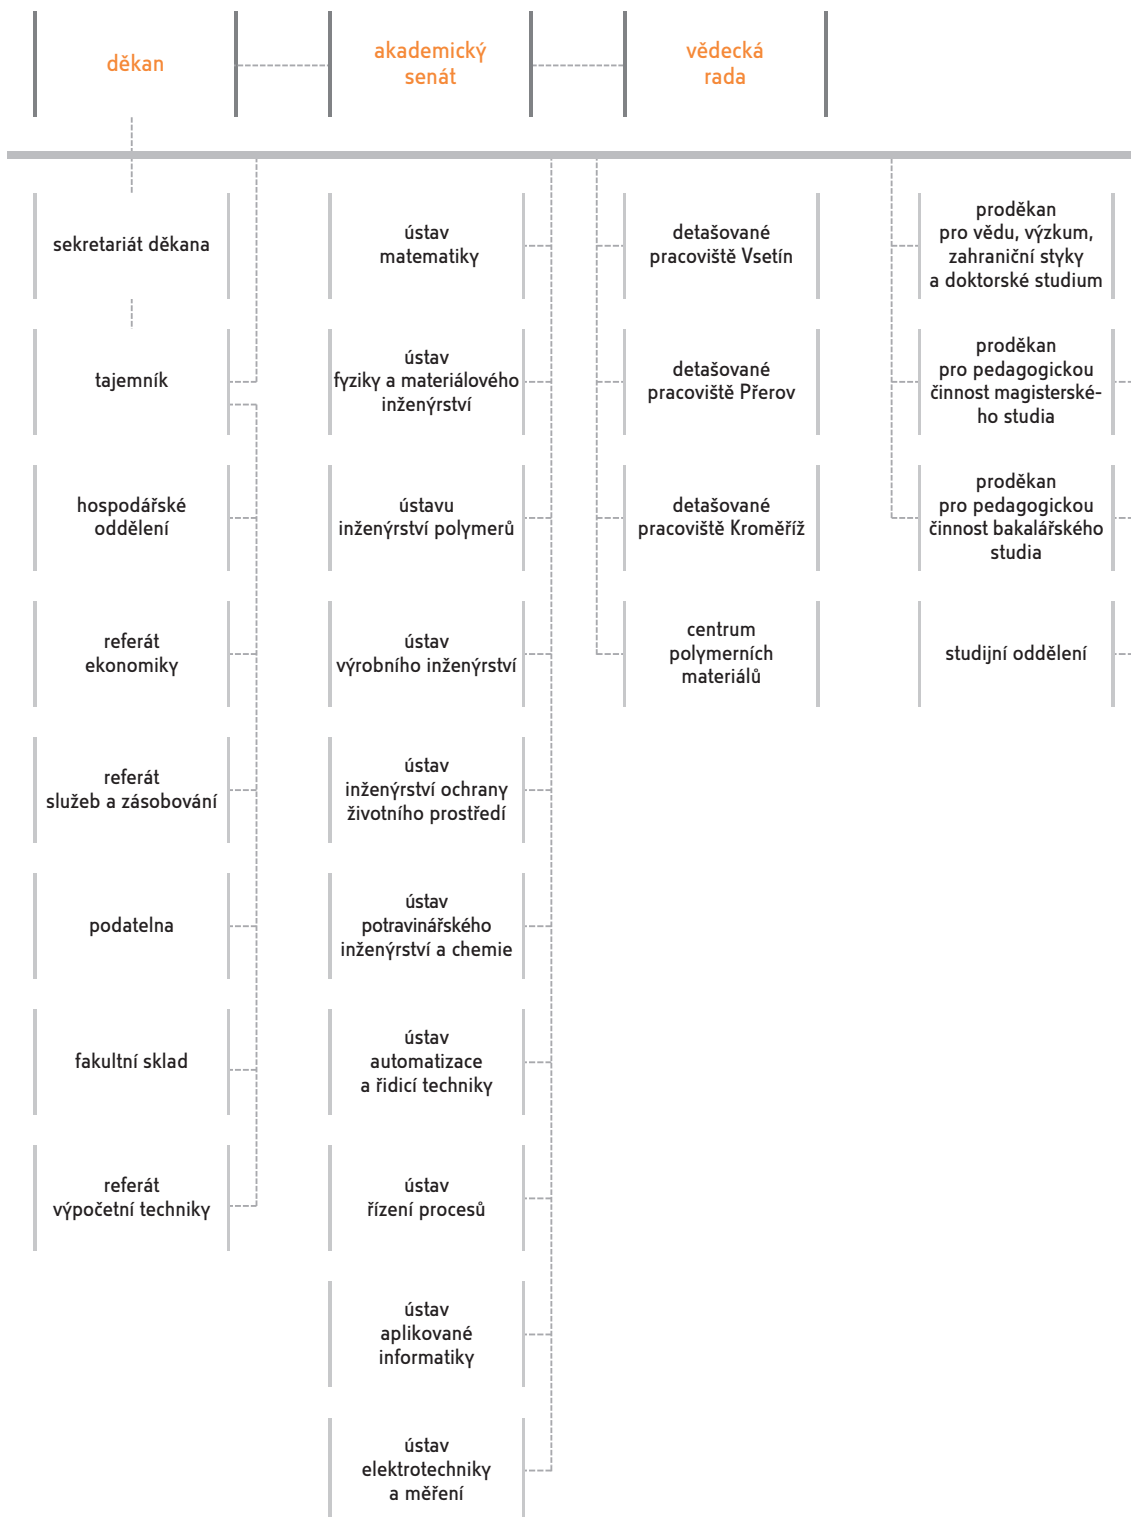 děkan
akademický
senát
vědecká
rada
sekretariát děkana
tajemník
hospodářské
oddělení
referát
ekonomiky
referát
služeb a zásobování
podatelna
fakultní sklad
referát
výpočetní techniky
ústav
matematiky
ústav
fyziky a materiálového
inženýrství
ústavu
inženýrství polymerů
ústav
výrobního inženýrství
ústav
inženýrství ochrany
životního prostředí
ústav
potravinářského
inženýrství a chemie
ústav
automatizace
a řidicí techniky
ústav
řízení procesů
ústav
aplikované
informatiky
ústav
elektrotechniky
a měření
detašované
pracoviště Vsetín
detašované
pracoviště Přerov
detašované
pracoviště Kroměříž
centrum
polymerních
materiálů
proděkan
pro vědu, výzkum,
zahraniční styky
a doktorské studium
proděkan
pro pedagogickou
činnost magisterské-
ho studia
proděkan
pro pedagogickou
činnost bakalářského
studia
studijní oddělení